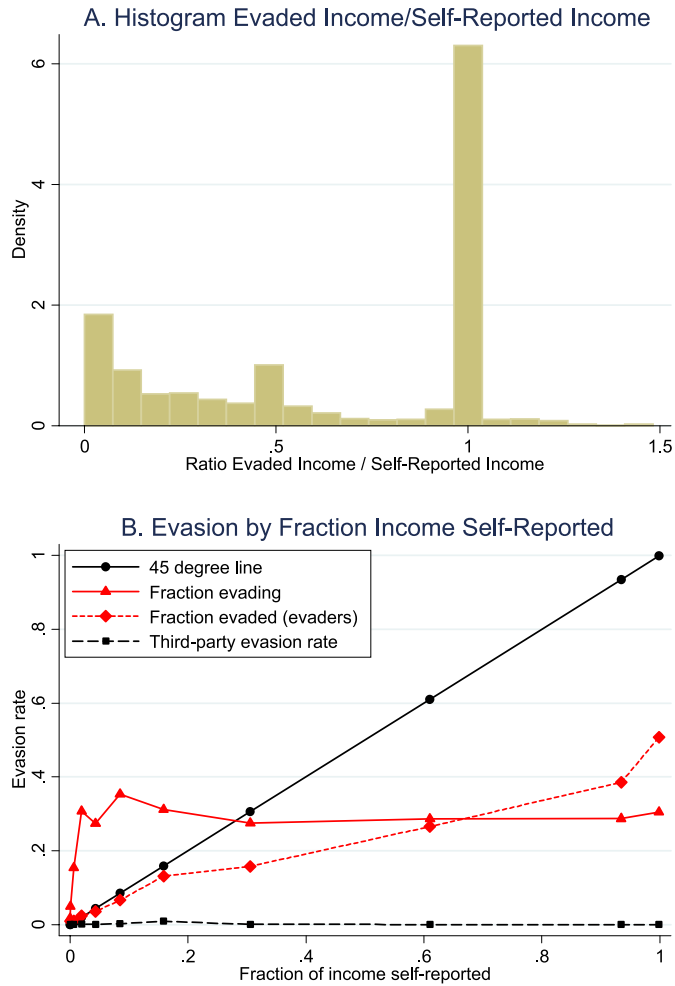 A. Histogram Evaded Income/Self-Reported Income
6
4
2
0
Density
0
.5
1
1.5
Ratio Evaded Income / Self-Reported Income
B. Evasion by Fraction Income Self-Reported
1
.8
.6
.4
.2
0
Evasion rate
45 degree line
Fraction evading
Fraction evaded (evaders)
Third-party evasion rate
0
.2
.4
.6
.8
1
Fraction of income self-reported